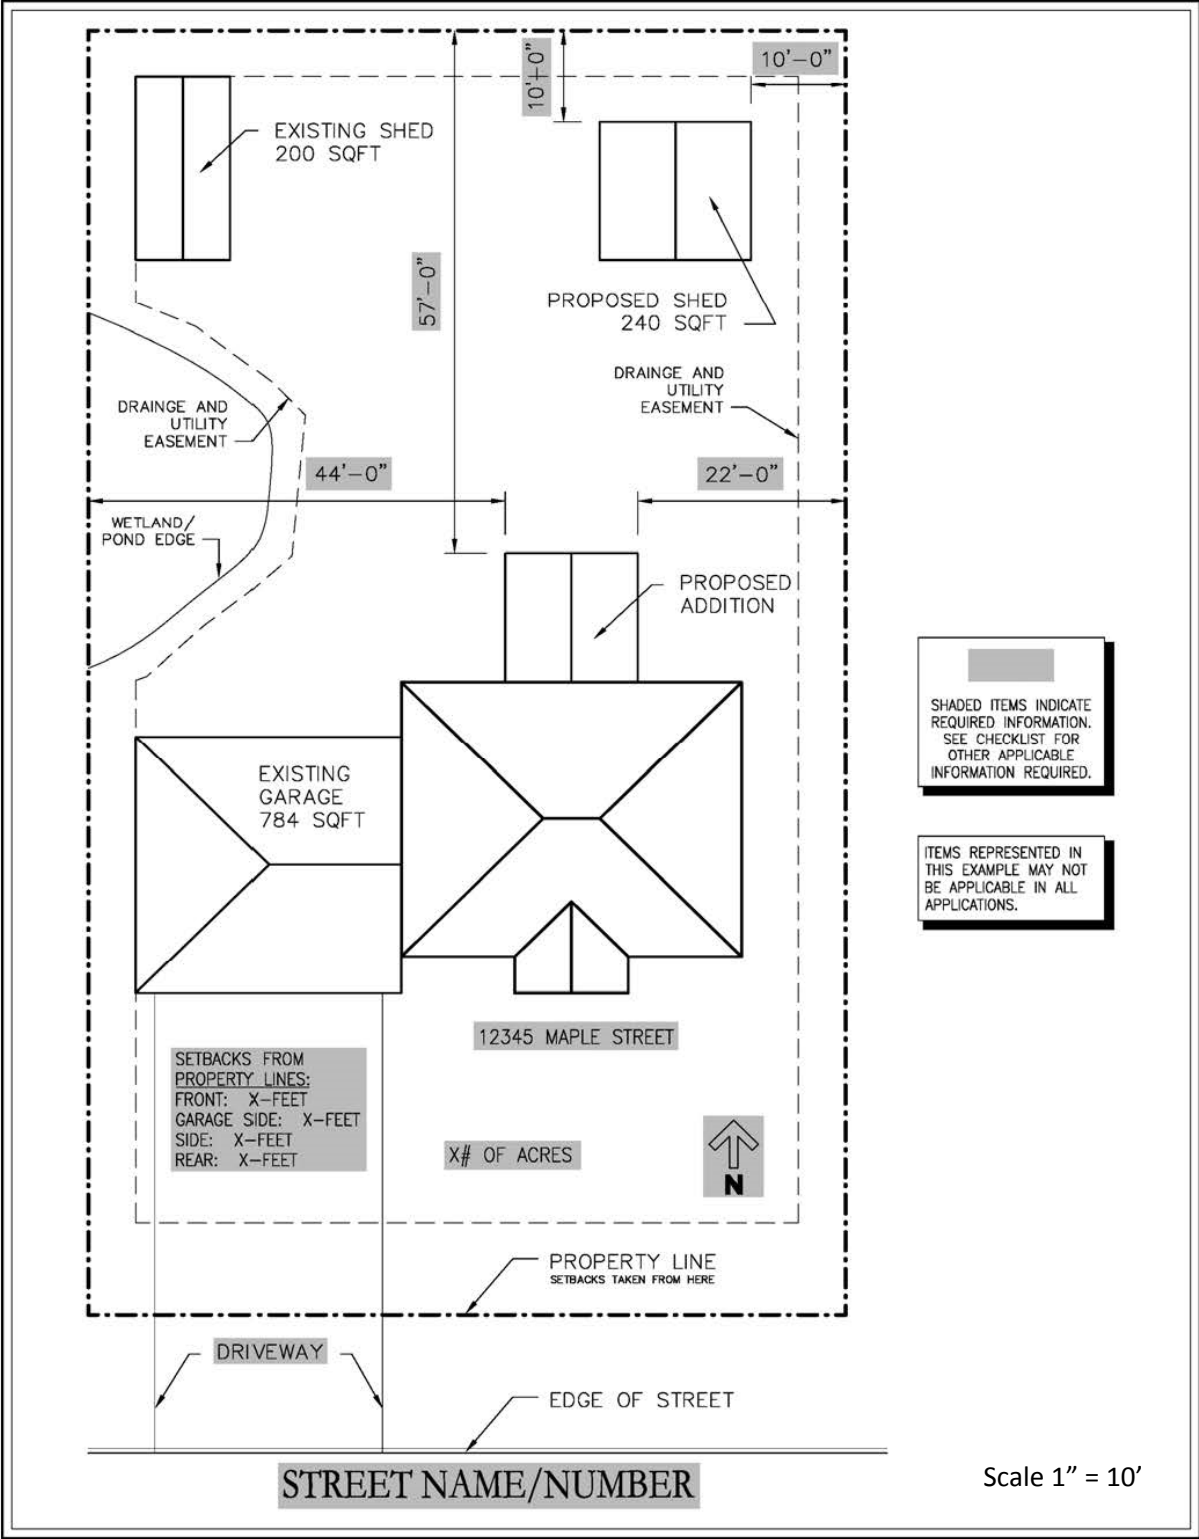 10'-0"
10'-0"
EXISTING SHED
200 SQFT
57'-0"
PROPOSED SHED
240 SQFT
DRAINGE AND
UTILITY
EASEMENT
DRAINGE AND
UTILITY
EASEMENT
44'-0"
22'-0"
WETLAND/
POND EDGE
PROPOSED
ADDITION
SHADED ITEMS INDICATE
REQUIRED INFORMATION.
SEE CHECKLIST FOR
OTHER APPLICABLE
INFORMATION REQUIRED.
EXISTING
GARAGE
784 SQFT
ITEMS REPRESENTED IN
THIS EXAMPLE MAY NOT
BE APPLICABLE IN ALL
APPLICATIONS.
12345 MAPLE STREET
SETBACKS FROM
PROPERTY LINES:
FRONT: X-FEET
GARAGE SIDE: X-FEET
SIDE: X-FEET
REAR: X-FEET
X# OF ACRES
N
PROPERTY LINE
SETBACKS TAKEN FROM HERE
DRIVEWAY
EDGE OF STREET
STREET NAME/NUMBER
Scale 1” = 10’